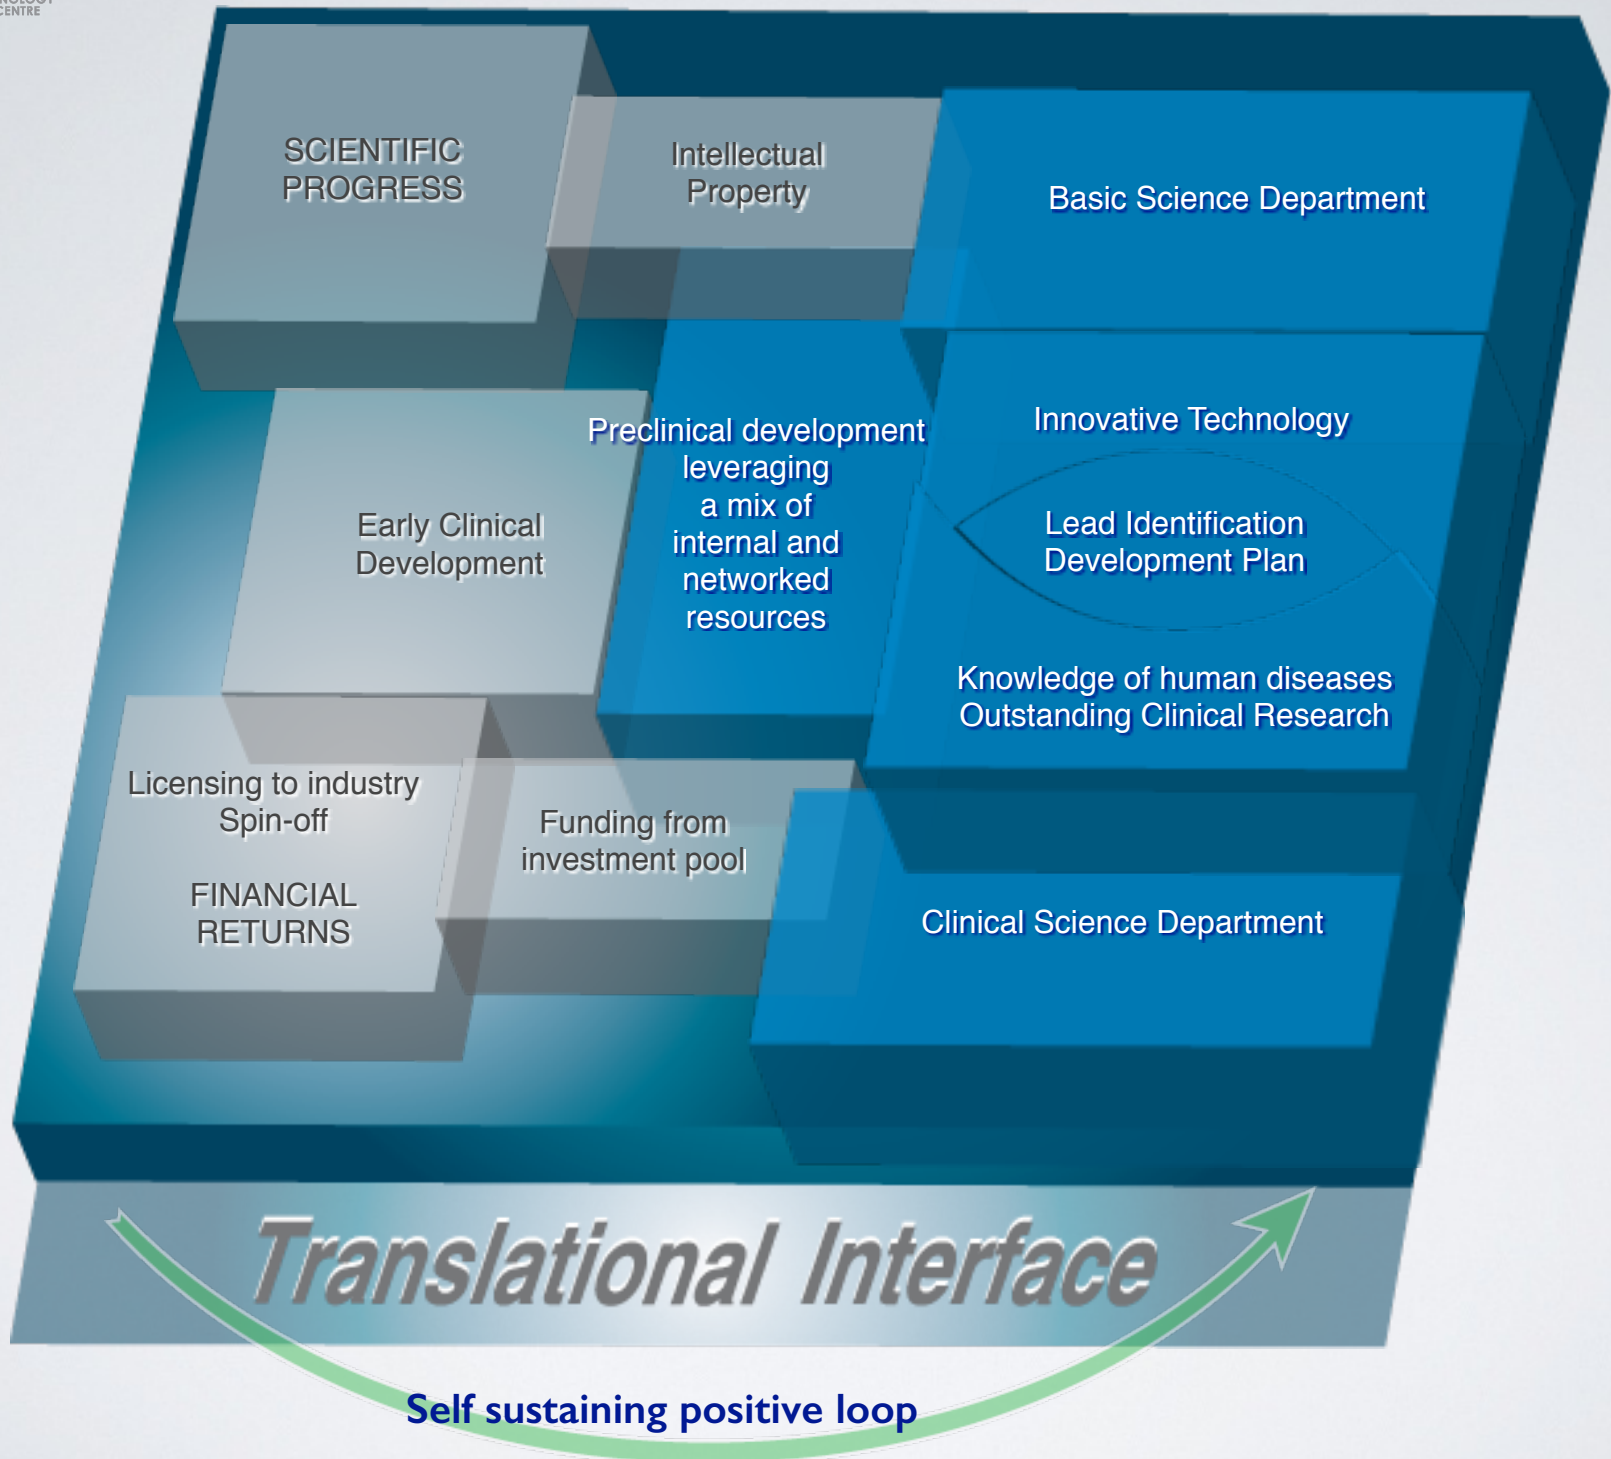 CENTRE
SCIENTIFIC
PROGRESS
Intellectual
Property
Basic Science Department
Preclinical development
leveraging
a mix of
internal and
networked
resources
Innovative Technology
Lead Identification
Development Plan
Knowledge of human diseases
Outstanding Clinical Research
Early Clinical
Development
Licensing to industry
Spin-off
FINANCIAL
RETURNS
Funding from
investment pool
Clinical Science Department
Translational Interface
Self sustaining positive loop